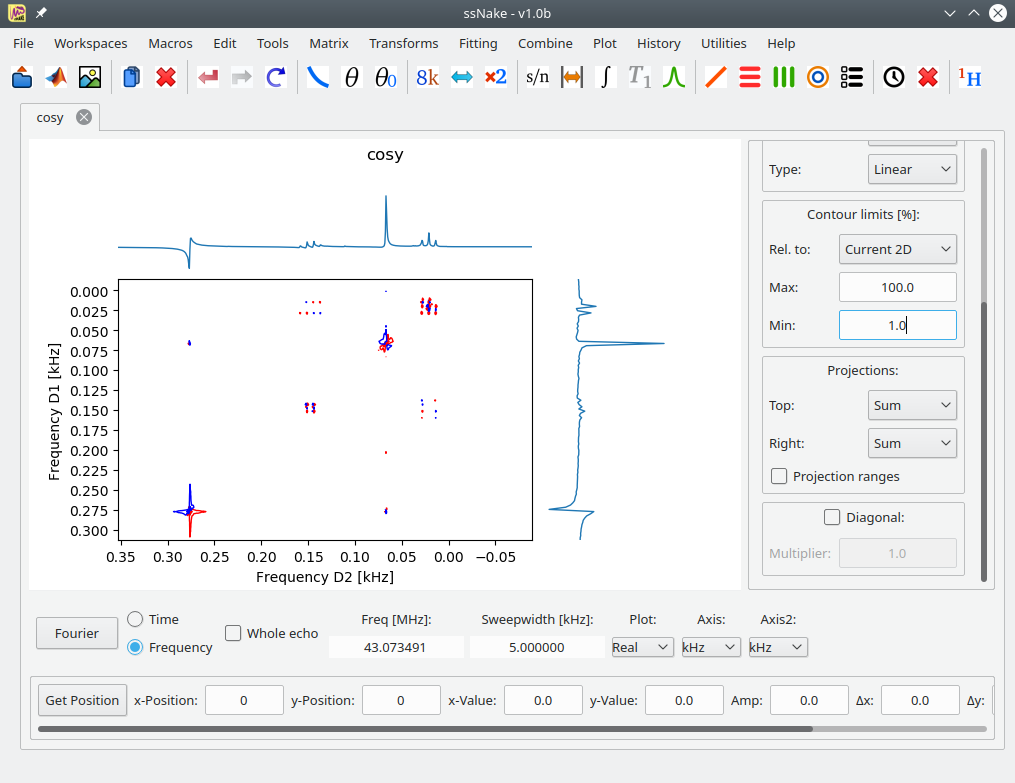 ssNake - v1.0b
File Workspaces Macros Edit Tools Matrix Transforms Fitting Combine Plot History Utilities Help
θ θ0 8k ×2 s/n ∫ T1 1H
cosy
cosy
0.000
0.025
0.050
0.075
0.100
0.125
0.150
0.175
0.200
0.225
0.250
0.275
0.300
Frequency D1 [kHz]
0.35 0.30 0.25 0.20 0.15 0.10 0.05 0.00 −0.05
Frequency D2 [kHz]
Type: Linear
Contour limits [%]:
Rel. to: Current 2D
Max: 100.0
Min: 1.0
Projections:
Top: Sum
Right: Sum
Projection ranges
Diagonal:
Multiplier: 1.0
Fourier
Time
Frequency
Whole echo
Freq [MHz]: Sweepwidth [kHz]: Plot: Axis: Axis2:
43.073491 5.000000 Real kHz kHz
Get Position x-Position: 0 y-Position: 0 x-Value: 0.0 y-Value: 0.0 Amp: 0.0 Δx: 0.0 Δy: